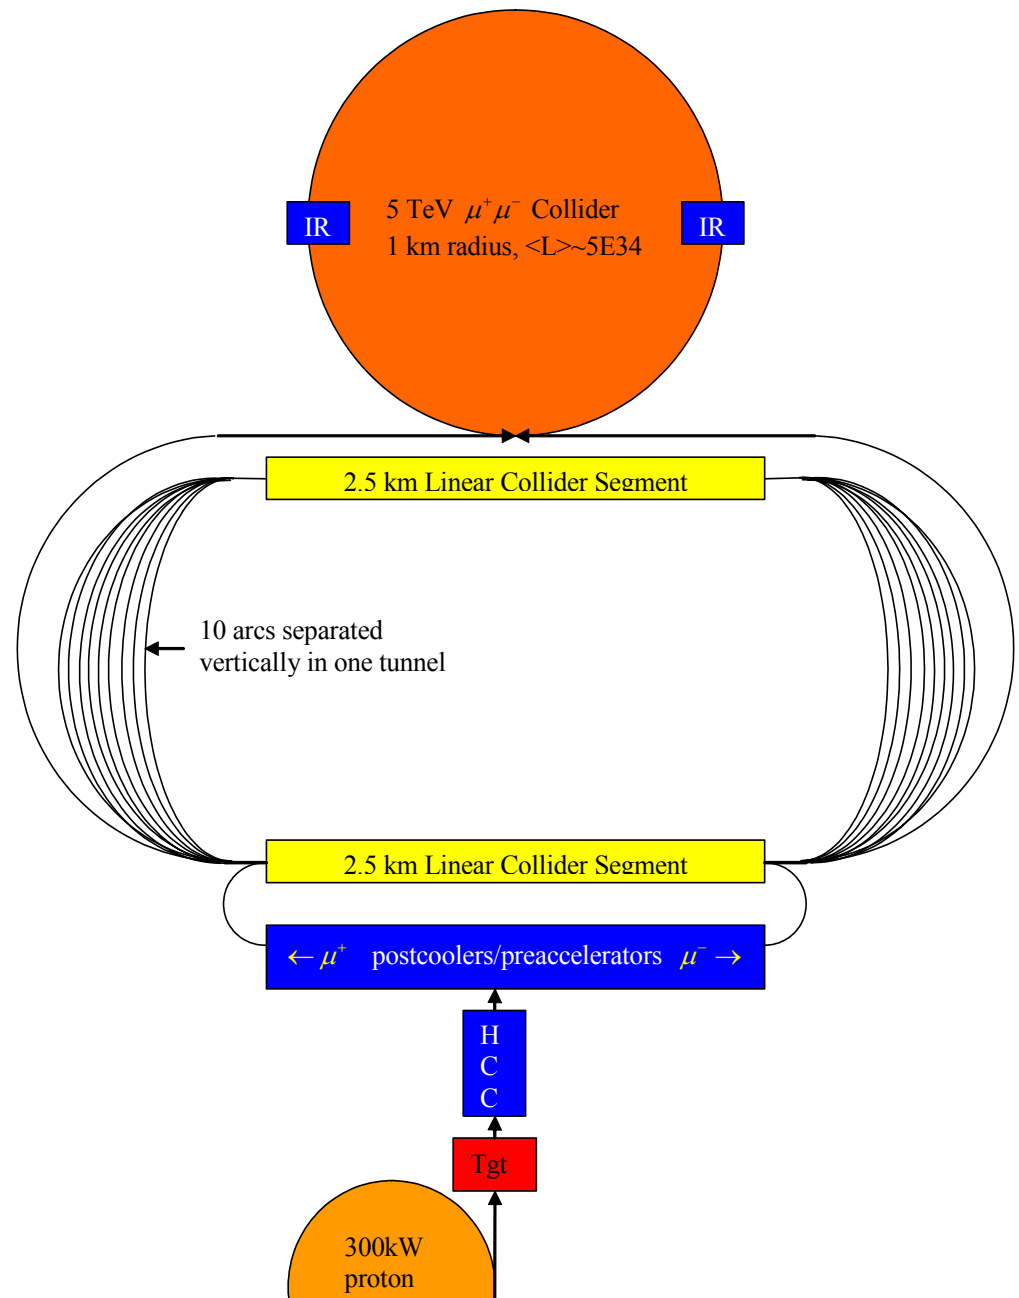 IR
5 TeV μ⁺μ⁻ Collider
1 km radius, <L>~5E34
IR
2.5 km Linear Collider Segment
10 arcs separated
vertically in one tunnel
2.5 km Linear Collider Segment
← μ⁺ postcoolers/preaccelerators μ⁻ →
H
C
C
Tgt
300kW
proton